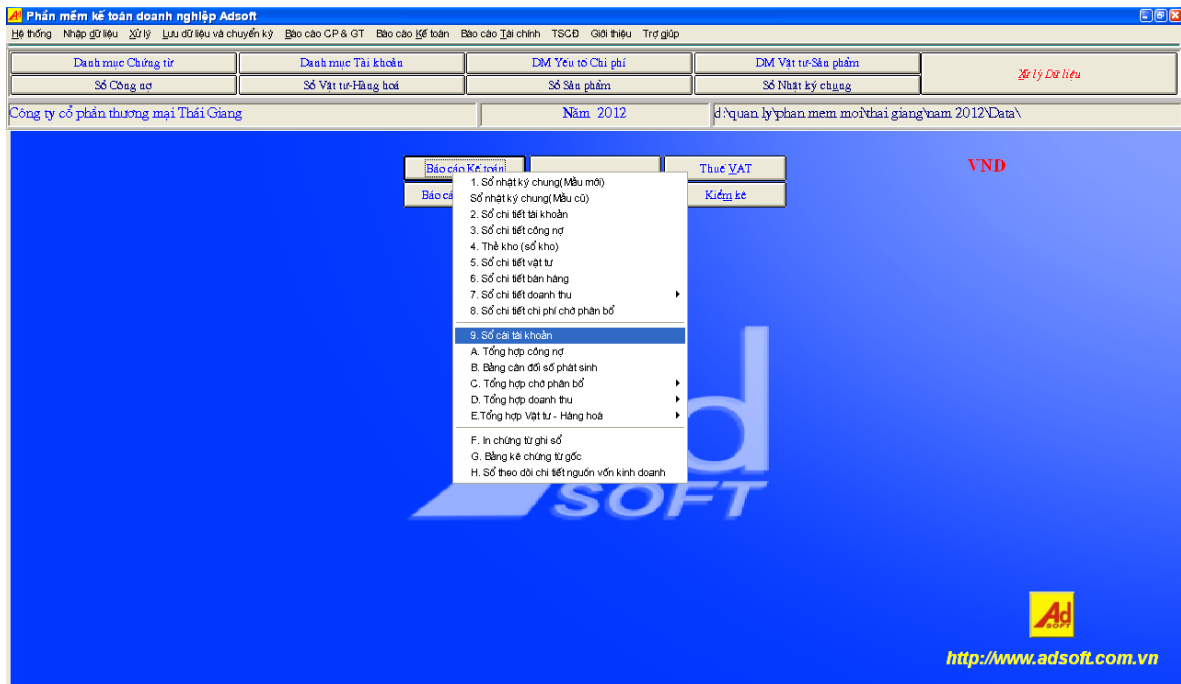 Phần mềm kế toán doanh nghiệp Adsoft
Hệ thống Nhập dữ liệu Xử lý Lưu dữ liệu và chuyển kỳ Báo cáo CP & GT Báo cáo Kế toán Báo cáo Tài chính TSCĐ Giới thiệu Trợ giúp
Danh mục Chứng từ Danh mục Tài khoản DM Yếu tố Chi phí DM Vật tư-Sản phẩm Xử lý Dữ liệu
Sổ Công nợ Sổ Vật tư-Hàng hoá Sổ Sản phẩm Sổ Nhật ký chung
Công ty cổ phần thương mại Thái Giang Năm 2012 d:\quan ly\phan mem moi\thai giang\nam 2012\Data\
Báo cáo Kế toán Thuế VAT VND
Báo cá Kiểm kê
1. Sổ nhật ký chung(Mẫu mới)
Sổ nhật ký chung(Mẫu cũ)
2. Sổ chi tiết tài khoản
3. Sổ chi tiết công nợ
4. Thẻ kho (sổ kho)
5. Sổ chi tiết vật tư
6. Sổ chi tiết bán hàng
7. Sổ chi tiết doanh thu
8. Sổ chi tiết chi phí chờ phân bổ
9. Sổ cái tài khoản
A. Tổng hợp công nợ
B. Bảng cân đối số phát sinh
C. Tổng hợp chờ phân bổ
D. Tổng hợp doanh thu
E.Tổng hợp Vật tư - Hàng hoá
F. In chứng từ ghi sổ
G. Bảng kê chứng từ gốc
H. Sổ theo dõi chi tiết nguồn vốn kinh doanh
Ad
SOFT
Ad
SOFT
http://www.adsoft.com.vn